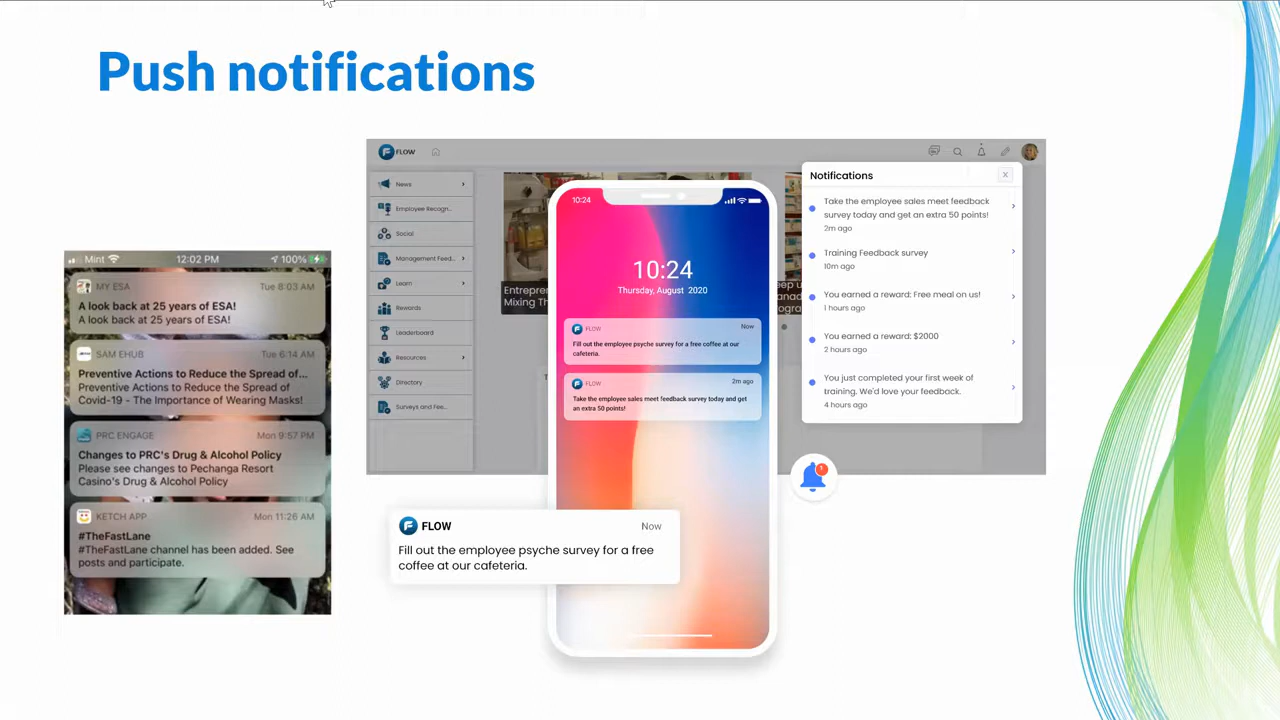 Push notifications
Mint
12:02 PM
100%
MY ESA
Tue 8:03 AM
A look back at 25 years of ESA!
A look back at 25 years of ESA!
SAM EHUB
Tue 6:14 AM
Preventive Actions to Reduce the Spread of...
Preventive Actions to Reduce the Spread of
Covid-19 - The Importance of Wearing Masks!
PRC ENGAGE
Mon 9:57 PM
Changes to PRC's Drug & Alcohol Policy
Please see changes to Pechanga Resort
Casino's Drug & Alcohol Policy
KETCH APP
Mon 11:26 AM
#TheFastLane
#TheFastLane channel has been added. See
posts and participate.
FLOW
News
Employee Recogn...
Social
Management Feed...
Learn
Rewards
Leaderboard
Resources
Directory
Surveys and Fee...
Entrepren
Mixing Th
10:24
10:24
Thursday, August 2020
FLOW
Now
Fill out the employee psyche survey for a free coffee at our
cafeteria.
FLOW
2m ago
Take the employee sales meet feedback survey today and get
an extra 50 points!
FLOW
Now
Fill out the employee psyche survey for a free
coffee at our cafeteria.
Notifications
X
Take the employee sales meet feedback
survey today and get an extra 50 points!
2m ago
Training Feedback survey
10m ago
You earned a reward: Free meal on us!
1 hours ago
You earned a reward: $2000
2 hours ago
You just completed your first week of
training. We'd love your feedback.
4 hours ago
1